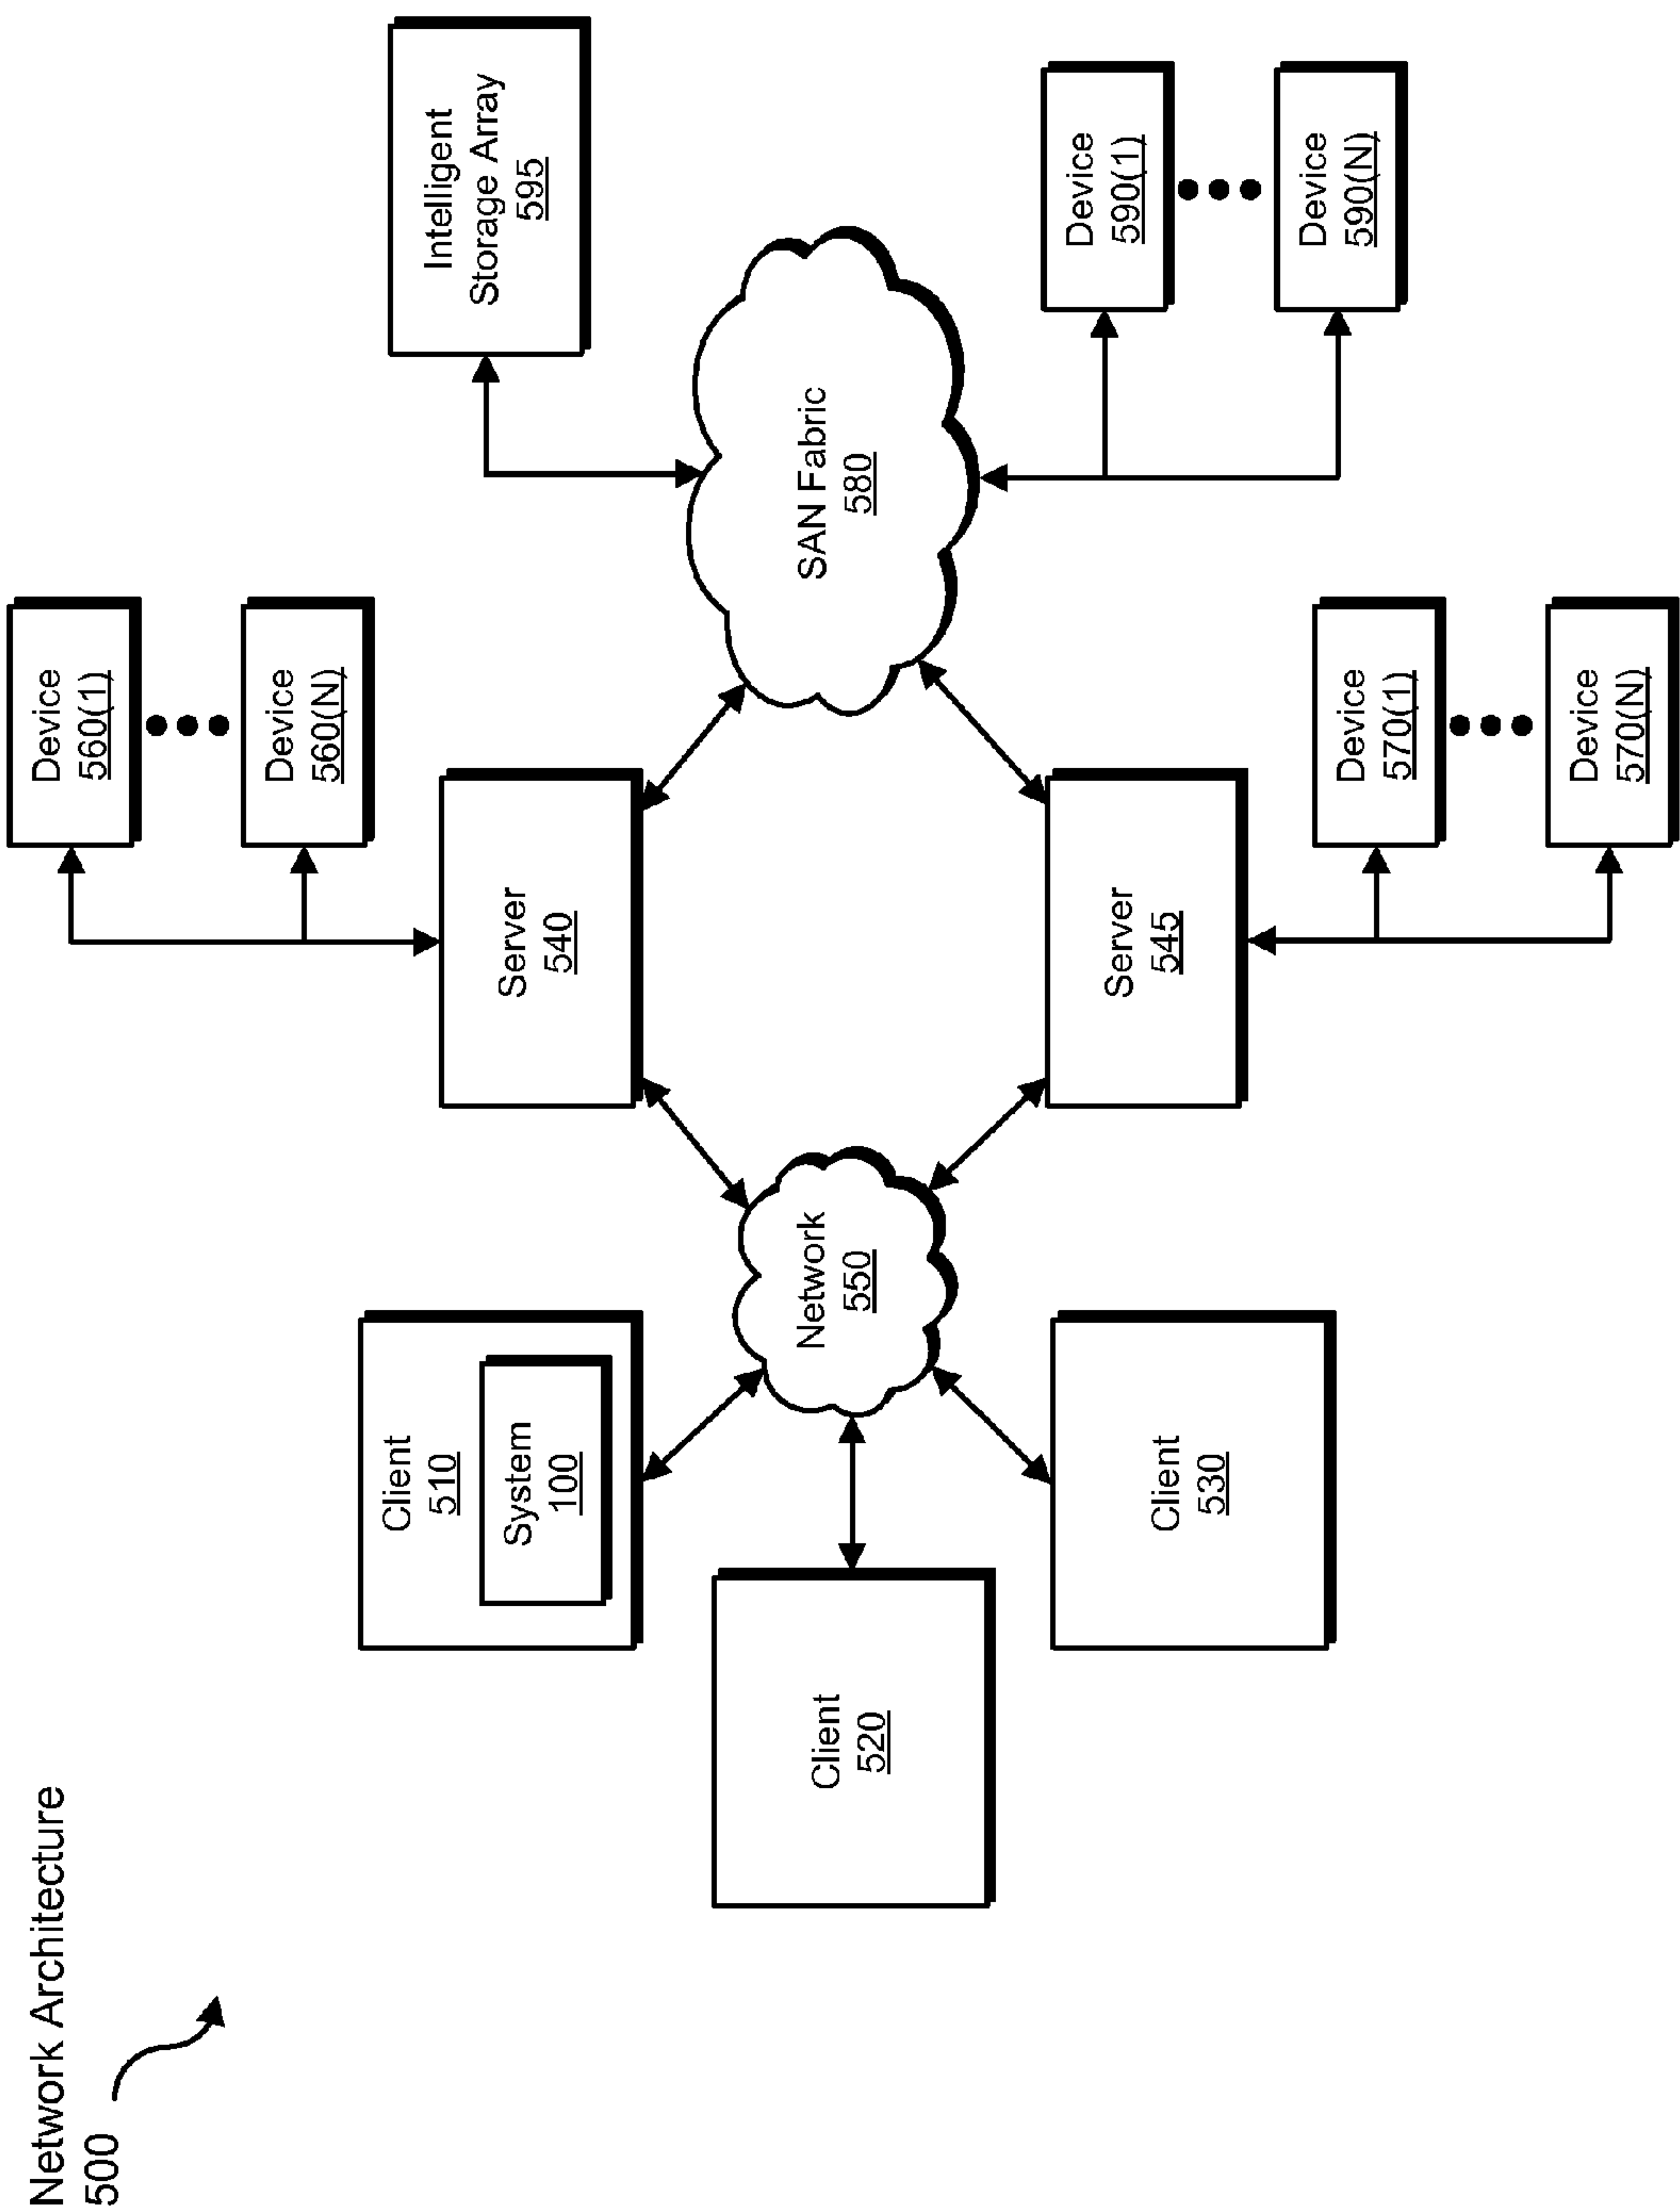 Network Architecture
500
Client
510
System
100
Client
520
Client
530
Network
550
Server
540
Server
545
Device
560(1)
Device
560(N)
Device
570(1)
Device
570(N)
SAN Fabric
580
Intelligent
Storage Array
595
Device
590(1)
Device
590(N)